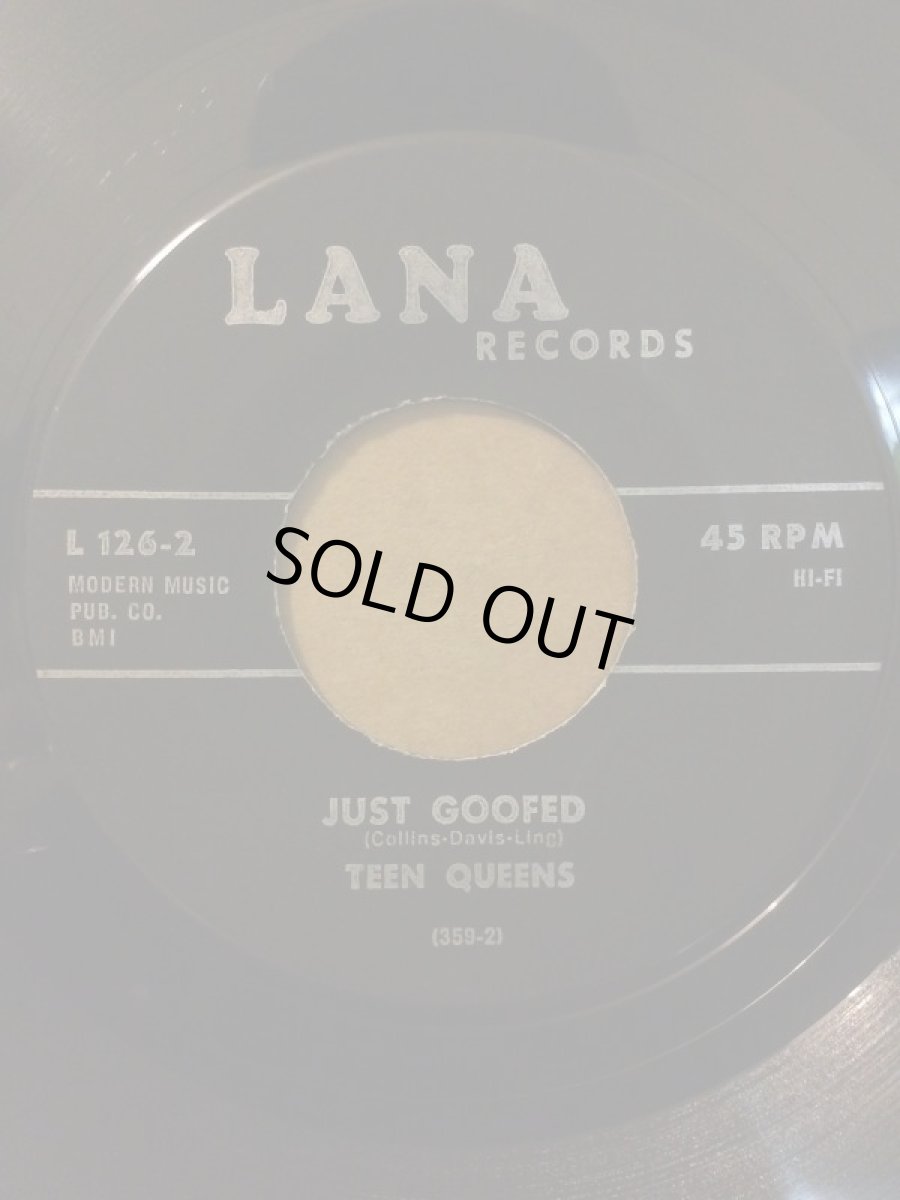 LANA
RECORDS
L 126-2
MODERN MUSIC
PUB. CO.
BMI
45 RPM
HI-FI
SOLD OUT
JUST GOOFED
(Collins-Davis-Ling)
TEEN QUEENS
(359-2)